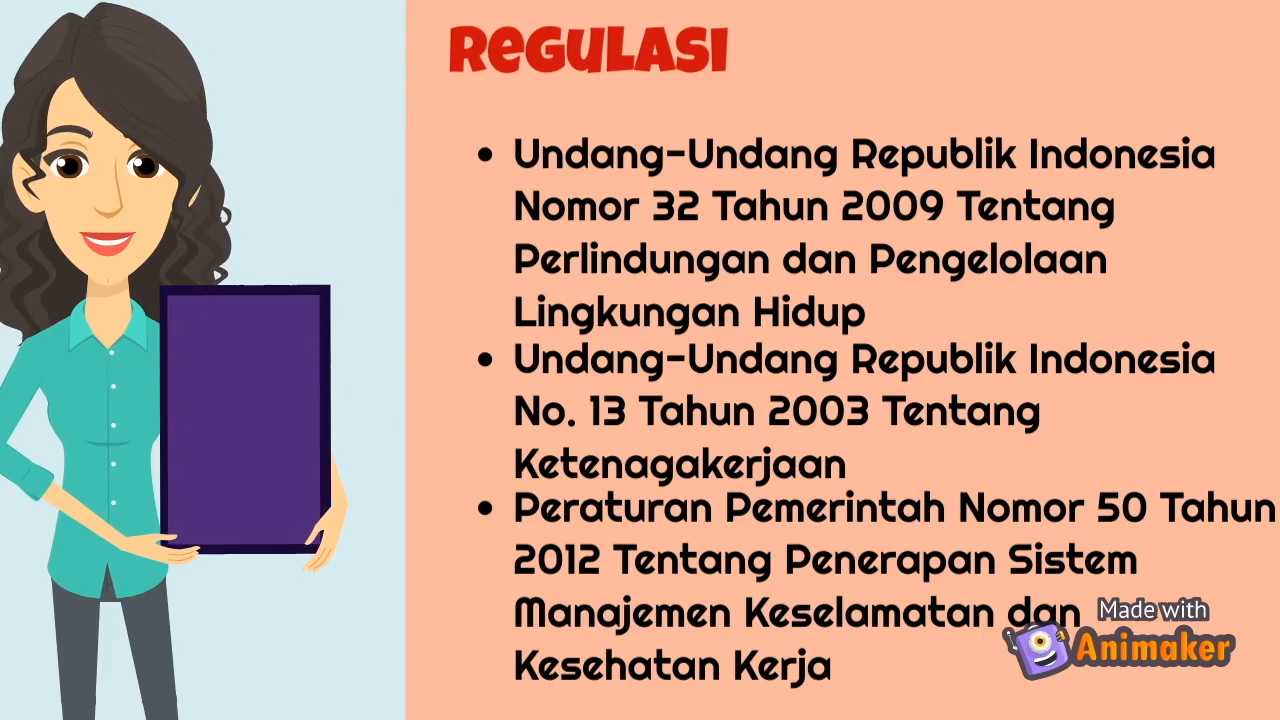 REGULASI
• Undang-Undang Republik Indonesia
Nomor 32 Tahun 2009 Tentang
Perlindungan dan Pengelolaan
Lingkungan Hidup
• Undang-Undang Republik Indonesia
No. 13 Tahun 2003 Tentang
Ketenagakerjaan
• Peraturan Pemerintah Nomor 50 Tahun
2012 Tentang Penerapan Sistem
Manajemen Keselamatan dan
Kesehatan Kerja
Made with
Animaker